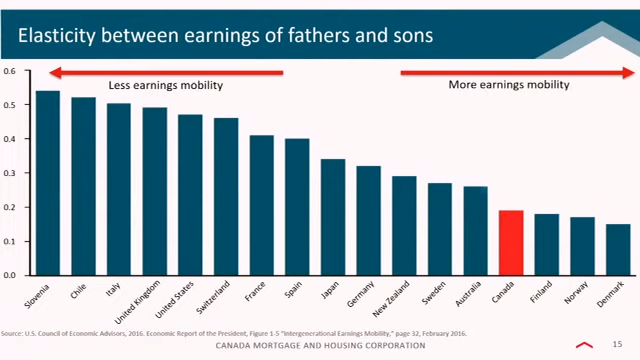 Elasticity between earnings of fathers and sons
Less earnings mobility
More earnings mobility
0.6
0.5
0.4
0.3
0.2
0.1
0.0
Slovenia
Chile
Italy
United Kingdom
United States
Switzerland
France
Spain
Japan
Germany
New Zealand
Sweden
Australia
Canada
Finland
Norway
Denmark
Source: U.S. Council of Economic Advisors, 2016. Economic Report of the President, Figure 1-5 "Intergenerational Earnings Mobility," page 32, February 2016.
CANADA MORTGAGE AND HOUSING CORPORATION
15